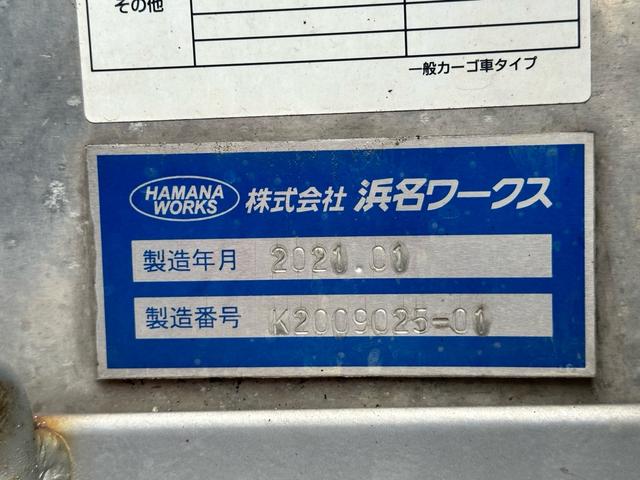 その他
一般カーゴ車タイプ
HAMANA
WORKS
株式会社 浜名ワークス
製造年月 2021.01
製造番号 K2009025-01